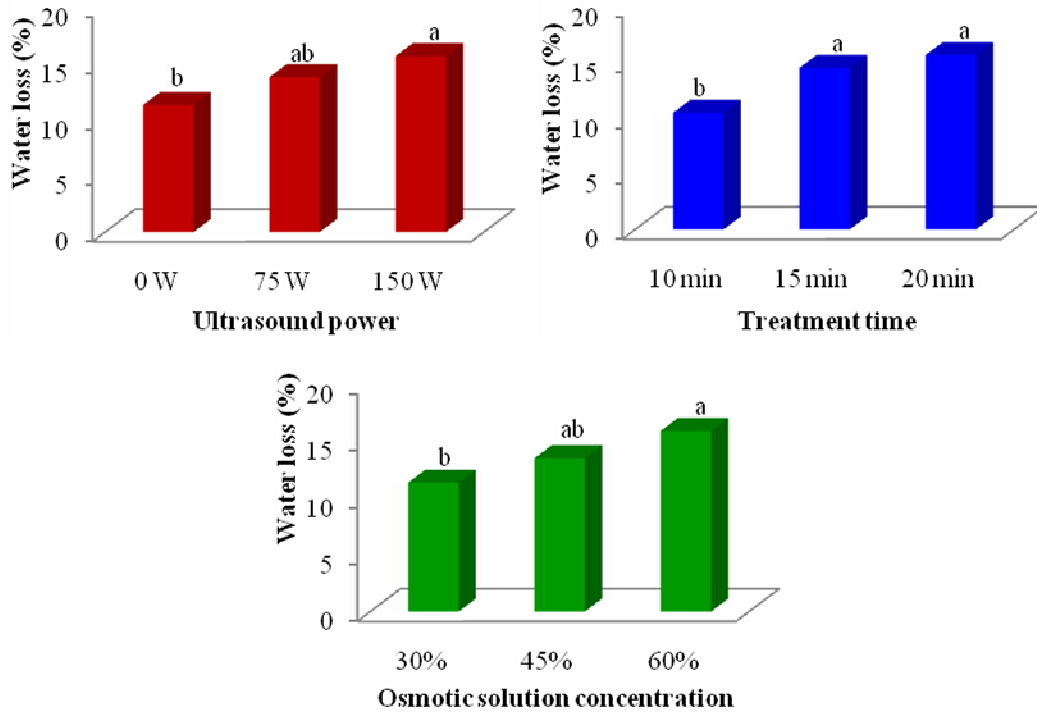 Water loss (%)
20
15
10
5
0
b
ab
a
0 W
75 W
150 W
Ultrasound power
Water loss (%)
20
15
10
5
0
b
a
a
10 min
15 min
20 min
Treatment time
Water loss (%)
20
15
10
5
0
b
ab
a
30%
45%
60%
Osmotic solution concentration